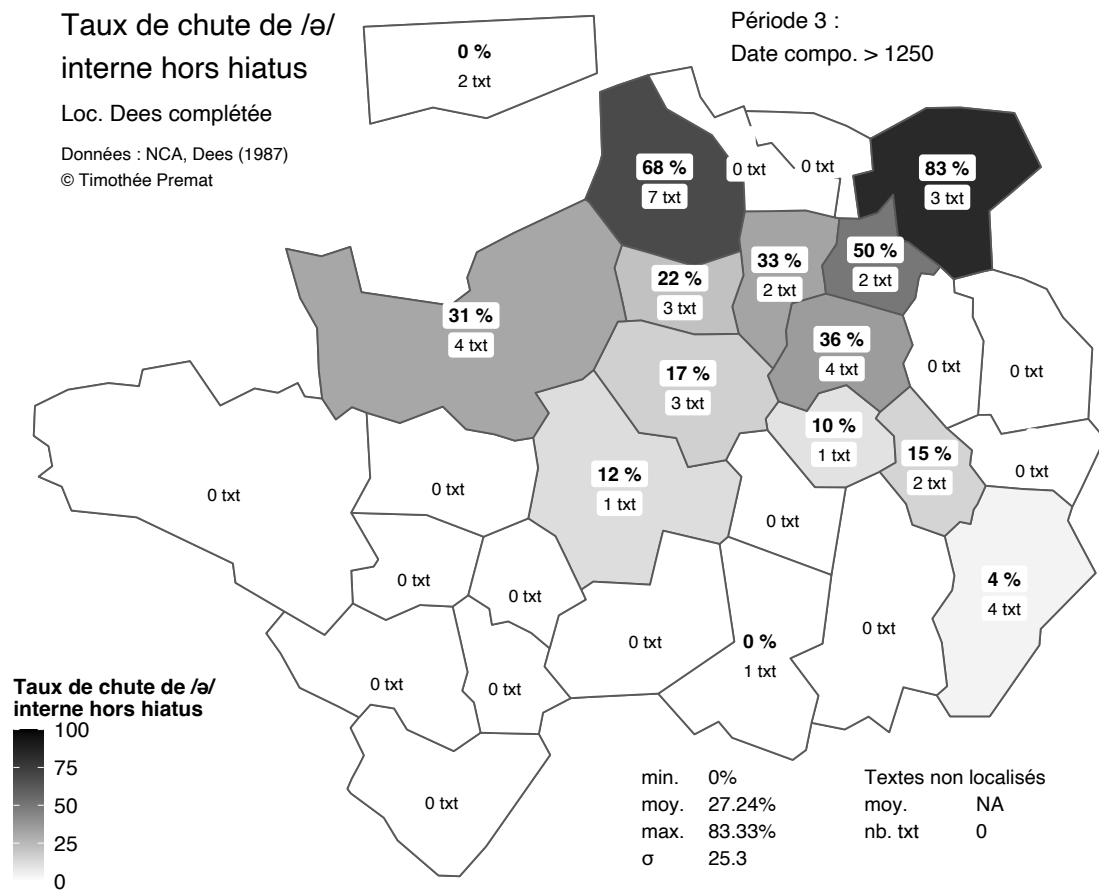 Taux de chute de /ə/
interne hors hiatus
Loc. Dees complétée
Données : NCA, Dees (1987)
© Timothée Premat
Période 3 :
Date compo. > 1250
0 %
2 txt
68 %
7 txt
0 txt
0 txt
83 %
3 txt
31 %
4 txt
22 %
3 txt
33 %
2 txt
50 %
2 txt
17 %
3 txt
36 %
4 txt
0 txt
0 txt
10 %
1 txt
15 %
2 txt
0 txt
12 %
1 txt
0 txt
0 txt
0 txt
0 txt
0 txt
4 %
4 txt
0 txt
0 %
1 txt
0 txt
0 txt
0 txt
0 txt
Taux de chute de /ə/
interne hors hiatus
100
75
50
25
0
min. 0%
moy. 27.24%
max. 83.33%
σ 25.3
Textes non localisés
moy. NA
nb. txt 0